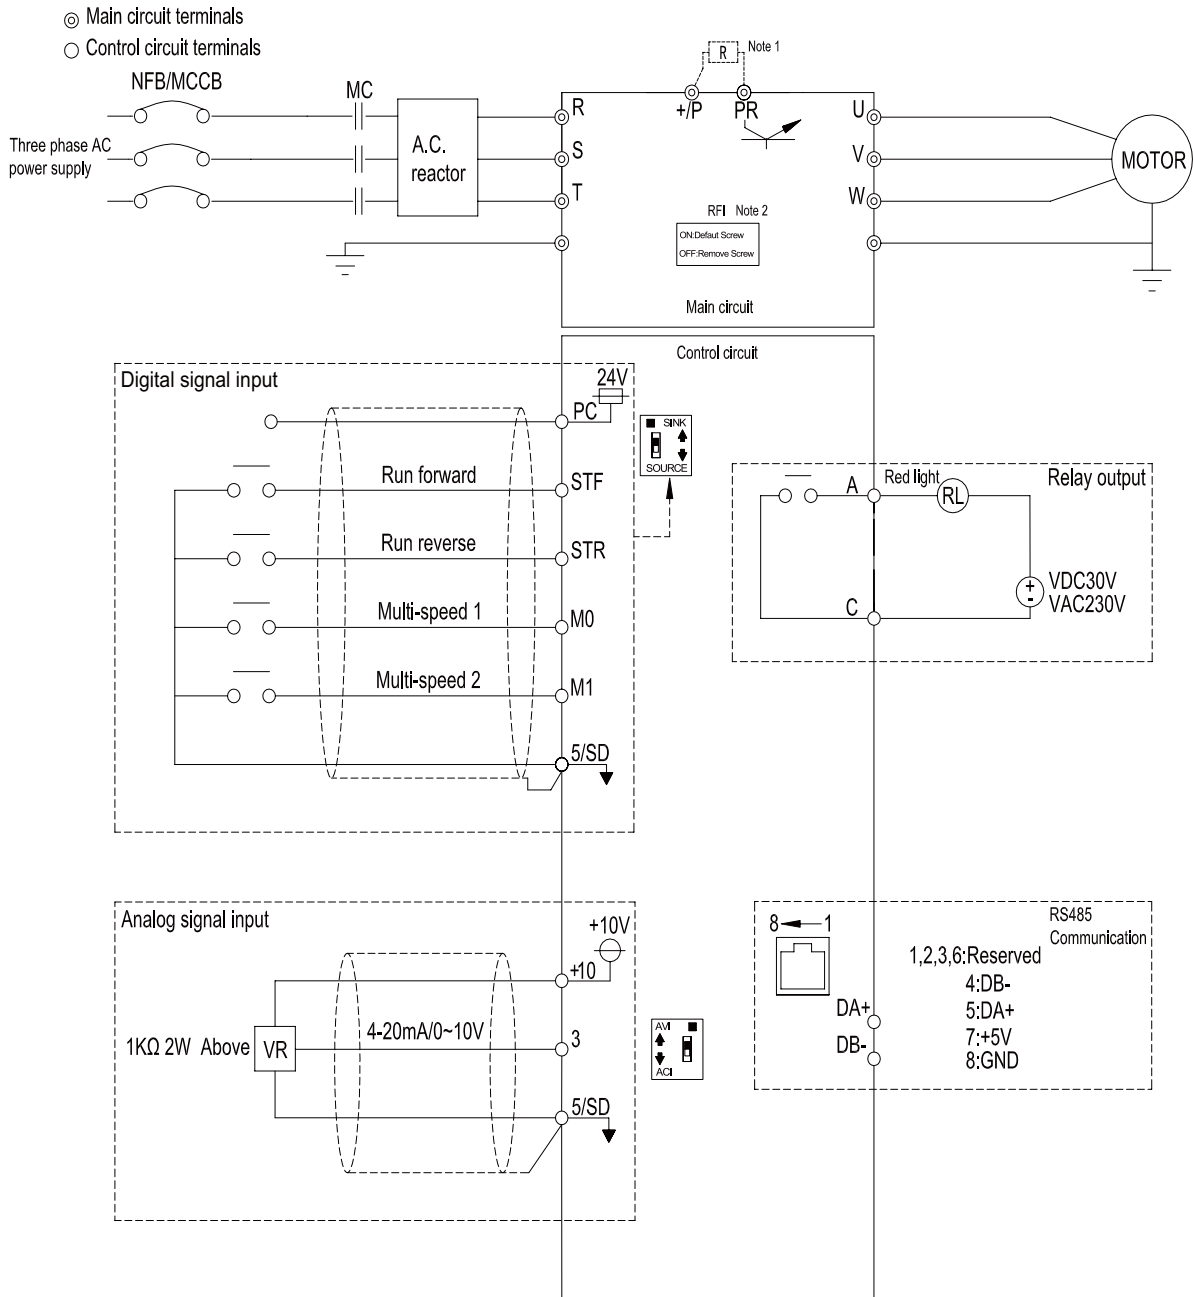 Main circuit terminals
Control circuit terminals
NFB/MCCB
MC
Three phase AC
power supply
A.C.
reactor
R
S
T
R
Note 1
+/P
PR
U
V
W
MOTOR
RFI Note 2
ON:Defaut Screw
OFF:Remove Screw
Main circuit
Control circuit
Digital signal input
24V
PC
SINK
SOURCE
Run forward
STF
Run reverse
STR
Multi-speed 1
M0
Multi-speed 2
M1
5/SD
Relay output
A
Red light
RL
+
-
VDC30V
VAC230V
C
Analog signal input
+10V
+10
4-20mA/0~10V
3
1KΩ 2W Above
VR
5/SD
AVI
ACI
RS485
Communication
8
1
1,2,3,6:Reserved
4:DB-
5:DA+
7:+5V
8:GND
DA+
DB-